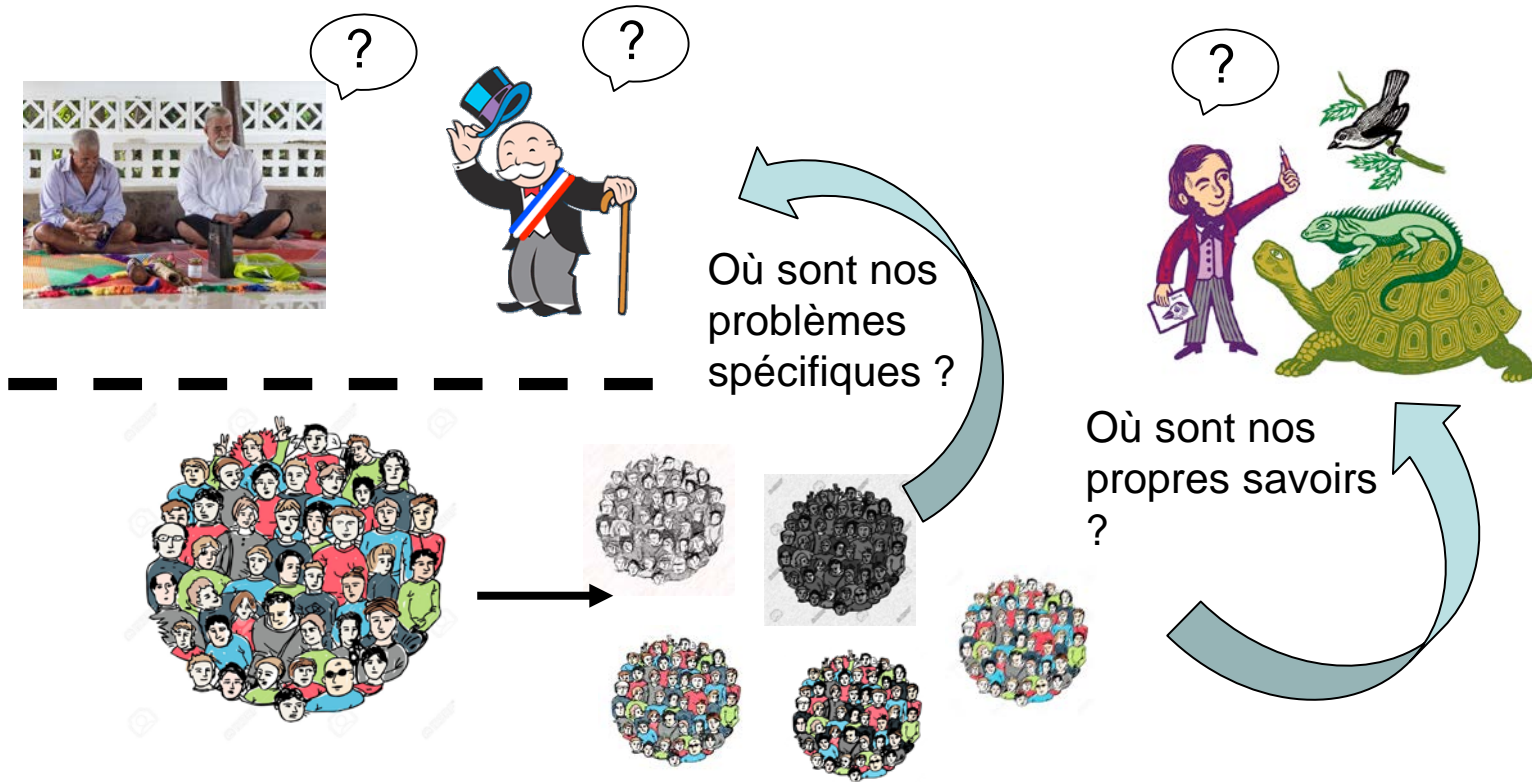 ?
?
?
Où sont nos
problèmes
spécifiques ?
Où sont nos
propres savoirs
?